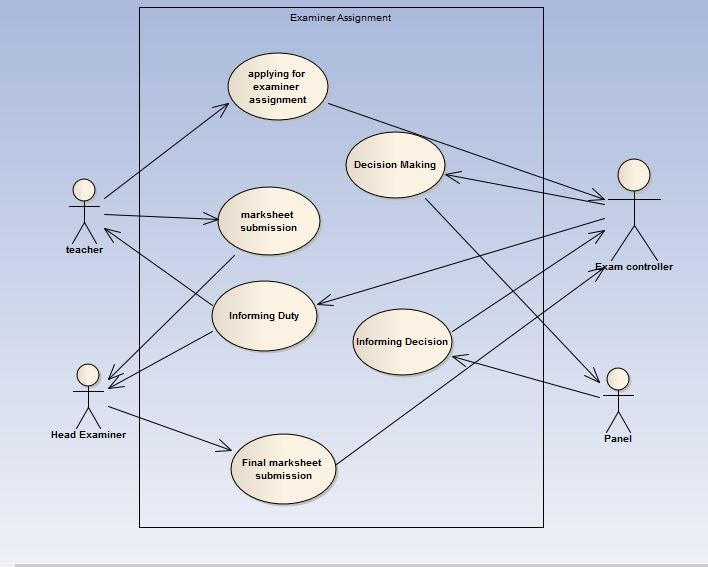 Examiner Assignment
applying for
examiner
assignment
Decision Making
marksheet
submission
teacher
Exam controller
Informing Duty
Informing Decision
Head Examiner
Panel
Final marksheet
submission